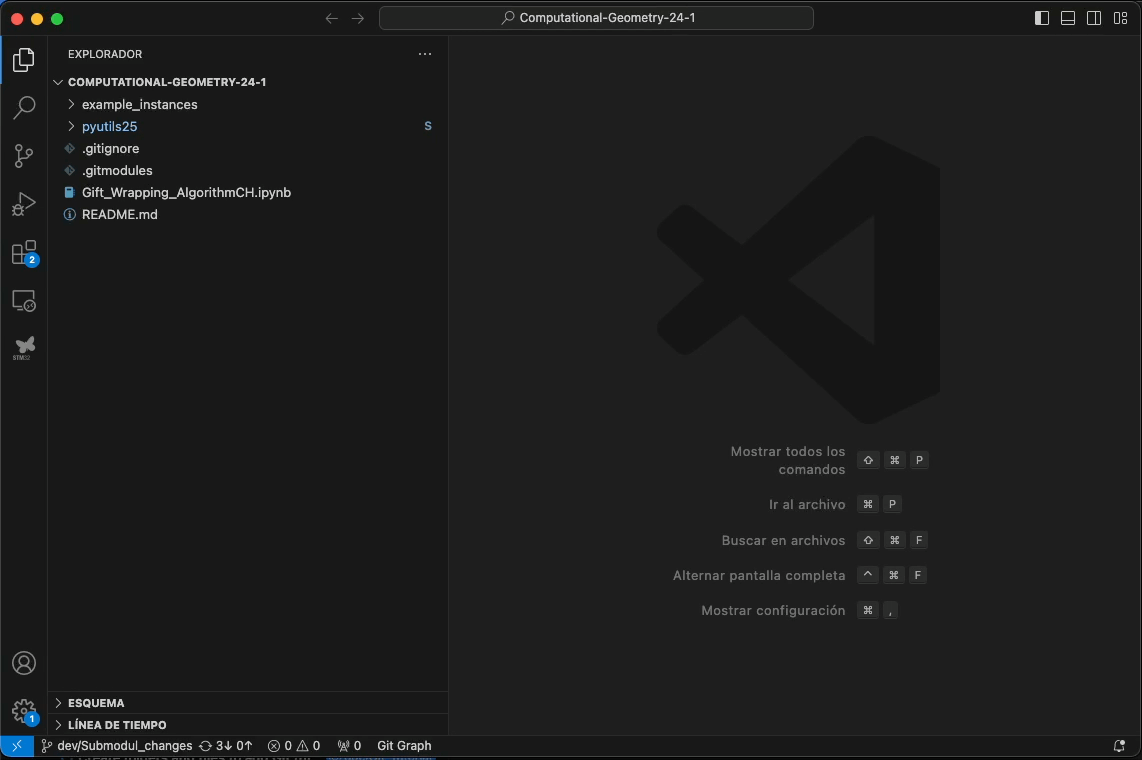 Computational-Geometry-24-1
EXPLORADOR
COMPUTATIONAL-GEOMETRY-24-1
example_instances
pyutils25 S
.gitignore
.gitmodules
Gift_Wrapping_AlgorithmCH.ipynb
README.md
2
STM32
Mostrar todos los
comandos ⇧ ⌘ P
Ir al archivo ⌘ P
Buscar en archivos ⇧ ⌘ F
Alternar pantalla completa ^ ⌘ F
Mostrar configuración ⌘ ,
ESQUEMA
1
LÍNEA DE TIEMPO
dev/Submodul_changes 3↓ 0↑ 0 0 0 Git Graph